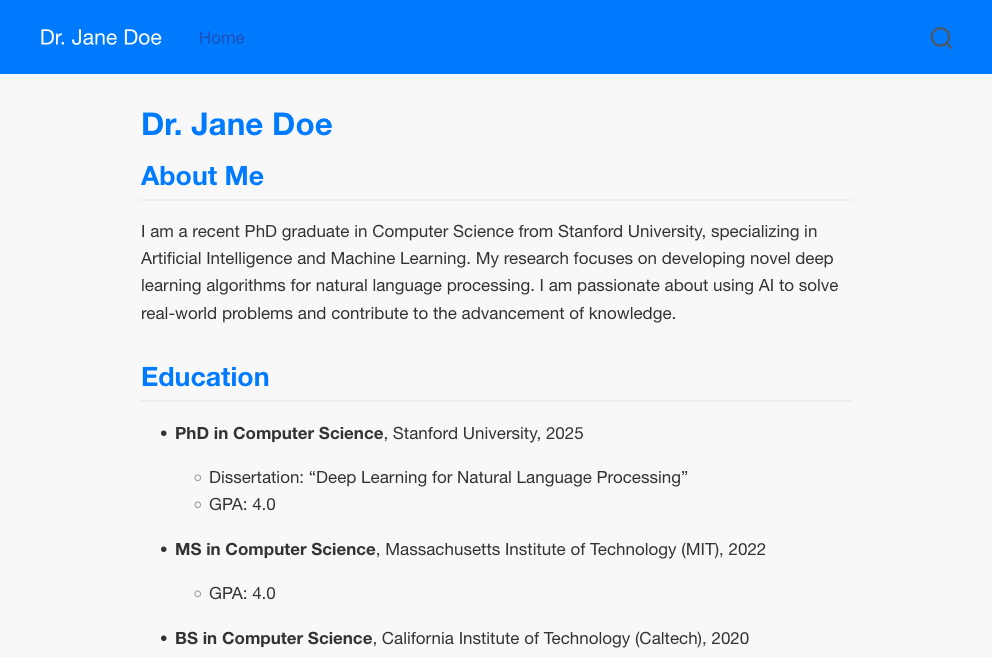 Dr. Jane Doe Home
Dr. Jane Doe
About Me
I am a recent PhD graduate in Computer Science from Stanford University, specializing in
Artificial Intelligence and Machine Learning. My research focuses on developing novel deep
learning algorithms for natural language processing. I am passionate about using AI to solve
real-world problems and contribute to the advancement of knowledge.
Education
• PhD in Computer Science, Stanford University, 2025
◦ Dissertation: “Deep Learning for Natural Language Processing”
◦ GPA: 4.0
• MS in Computer Science, Massachusetts Institute of Technology (MIT), 2022
◦ GPA: 4.0
• BS in Computer Science, California Institute of Technology (Caltech), 2020